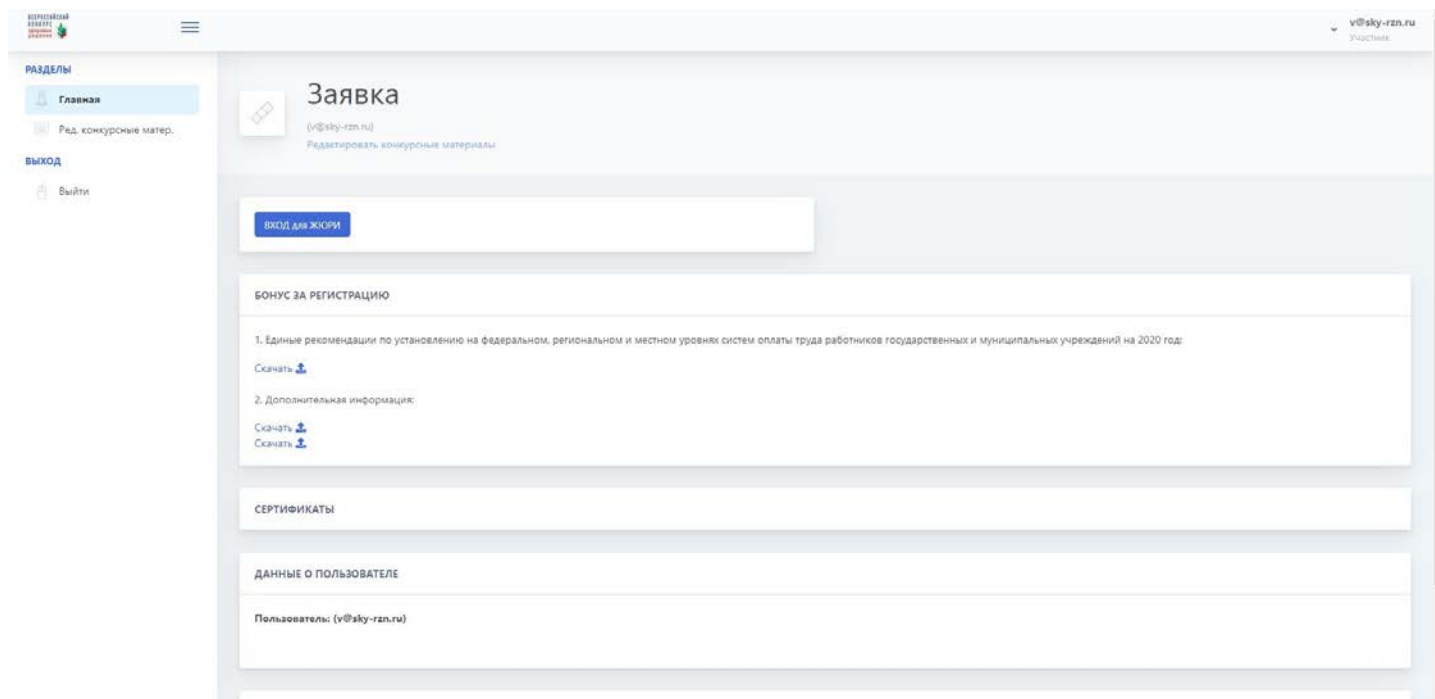 ВСЕРОССИЙСКИЙ
КОНКУРС
v@sky-rzn.ru
Участник
РАЗДЕЛЫ
Главная
Ред. конкурсные матер.
ВЫХОД
Выйти
Заявка
(v@sky-rzn.ru)
Редактировать конкурсные материалы
ВХОД для ЖЮРИ
БОНУС ЗА РЕГИСТРАЦИЮ
1. Единые рекомендации по установлению на федеральном, региональном и местном уровнях систем оплаты труда работников государственных и муниципальных учреждений на 2020 год:
Скачать
2. Дополнительная информация:
Скачать
Скачать
СЕРТИФИКАТЫ
ДАННЫЕ О ПОЛЬЗОВАТЕЛЕ
Пользователь: (v@sky-rzn.ru)